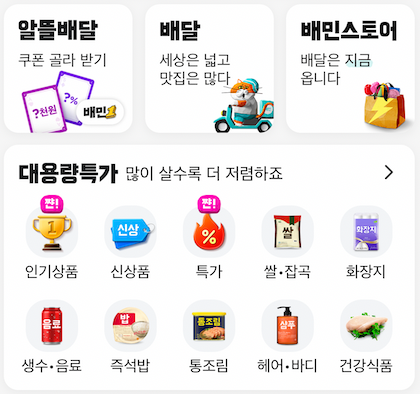 알뜰배달
쿠폰 골라 받기
?천원
?%
배민1
배달
세상은 넓고
맛집은 많다
배민스토어
배달은 지금
옵니다
대용량특가 많이 살수록 더 저렴하죠
쨘!
쨘!
신상
%
쌀
화장지
인기상품
신상품
특가
쌀•잡곡
화장지
음료
밥
통조림
샴푸
생수•음료
즉석밥
통조림
헤어•바디
건강식품